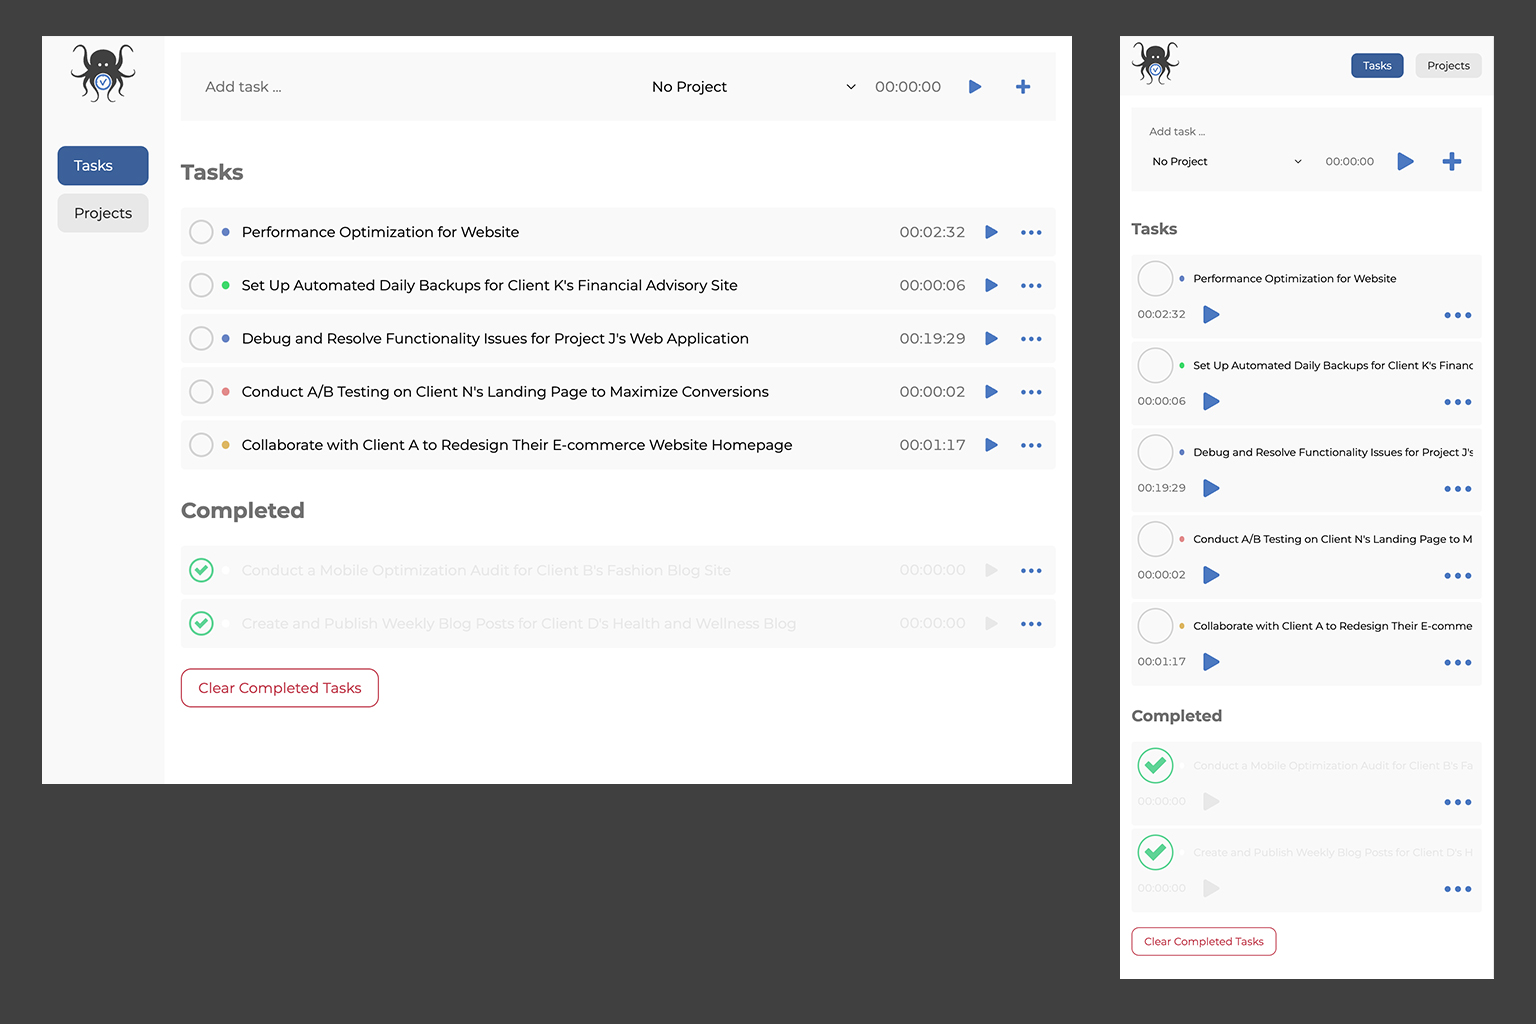 Add task ...
No Project
00:00:00
Tasks
Projects
Tasks
Performance Optimization for Website
00:02:32
Set Up Automated Daily Backups for Client K's Financial Advisory Site
00:00:06
Debug and Resolve Functionality Issues for Project J's Web Application
00:19:29
Conduct A/B Testing on Client N's Landing Page to Maximize Conversions
00:00:02
Collaborate with Client A to Redesign Their E-commerce Website Homepage
00:01:17
Completed
Conduct a Mobile Optimization Audit for Client B's Fashion Blog Site
00:00:00
Create and Publish Weekly Blog Posts for Client D's Health and Wellness Blog
00:00:00
Clear Completed Tasks
Tasks
Projects
Add task ...
No Project
00:00:00
Tasks
Performance Optimization for Website
00:02:32
Set Up Automated Daily Backups for Client K's Financ
00:00:06
Debug and Resolve Functionality Issues for Project J's
00:19:29
Conduct A/B Testing on Client N's Landing Page to M
00:00:02
Collaborate with Client A to Redesign Their E-comme
00:01:17
Completed
Conduct a Mobile Optimization Audit for Client B's Fa
00:00:00
Create and Publish Weekly Blog Posts for Client D's H
00:00:00
Clear Completed Tasks